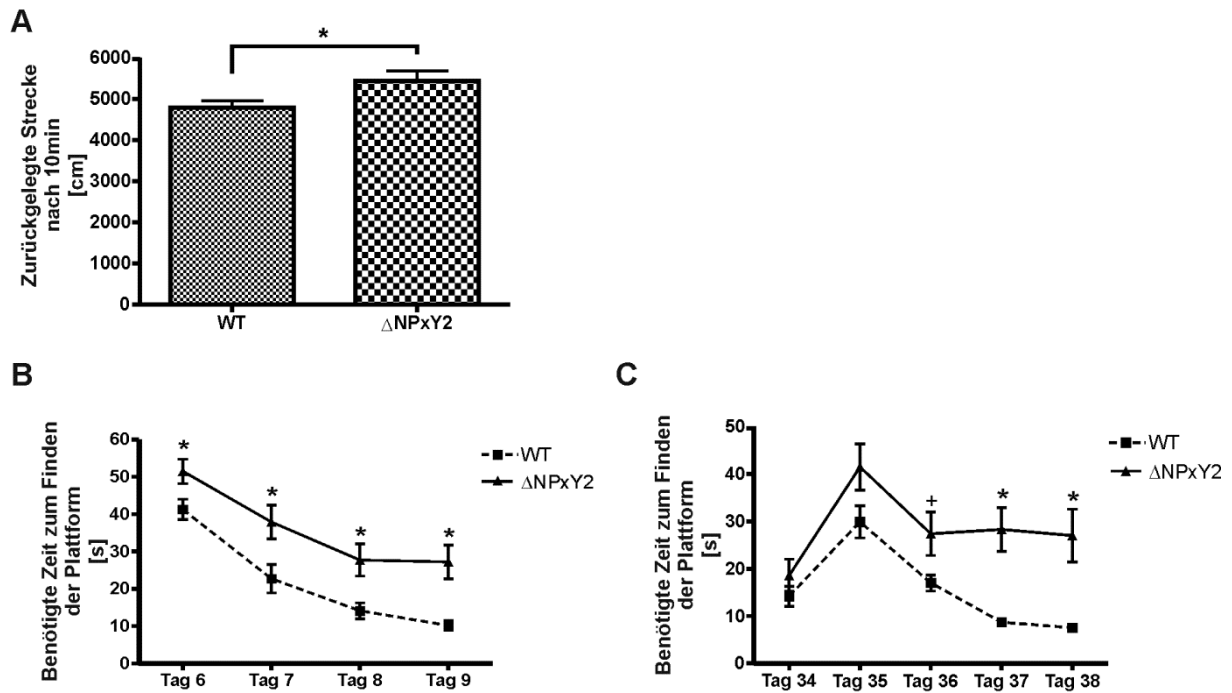 A
*
Zurückgelegte Strecke
nach 10min
[cm]
6000
5000
4000
3000
2000
1000
0
WT
ΔNPxY2
B
Benötigte Zeit zum Finden
der Plattform
[s]
60
50
40
30
20
10
0
*
*
*
*
Tag 6
Tag 7
Tag 8
Tag 9
WT
ΔNPxY2
C
Benötigte Zeit zum Finden
der Plattform
[s]
50
40
30
20
10
0
+
*
*
Tag 34
Tag 35
Tag 36
Tag 37
Tag 38
WT
ΔNPxY2